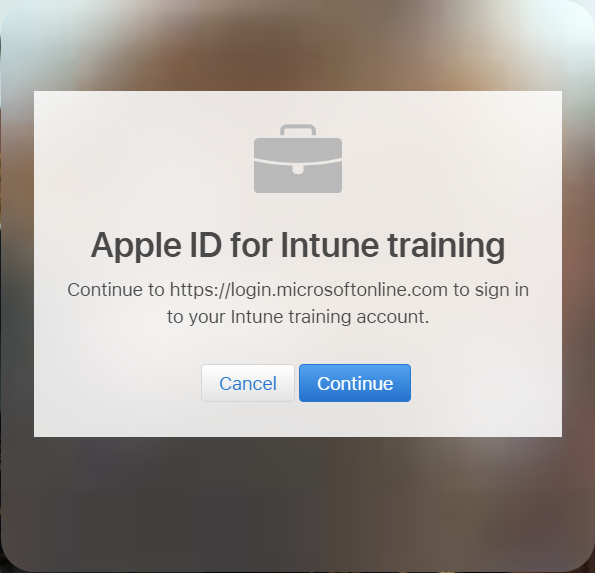 Apple ID for Intune training
Continue to https://login.microsoftonline.com to sign in
to your Intune training account.
Cancel
Continue